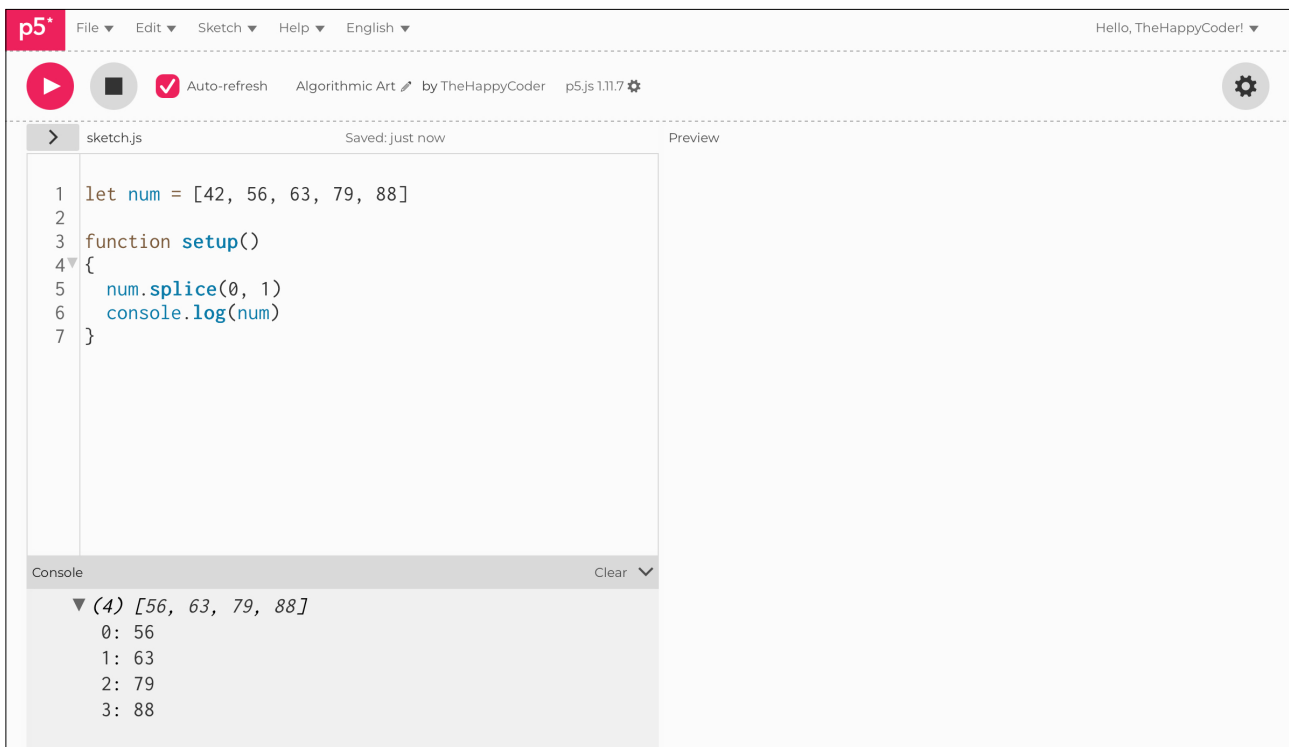 p5* File Edit Sketch Help English Hello, TheHappyCoder!
Auto-refresh Algorithmic Art by TheHappyCoder p5.js 1.11.7
sketch.js Saved: just now Preview
1 let num = [42, 56, 63, 79, 88]
2
3 function setup()
4 {
5 num.splice(0, 1)
6 console.log(num)
7 }
Console Clear
(4) [56, 63, 79, 88]
0: 56
1: 63
2: 79
3: 88